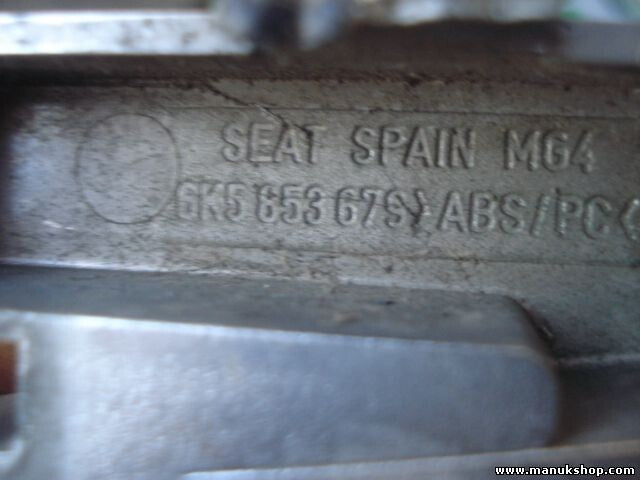 SEAT SPAIN MG4
6K5 853 679 >ABS/PC<
www.manukshop.com